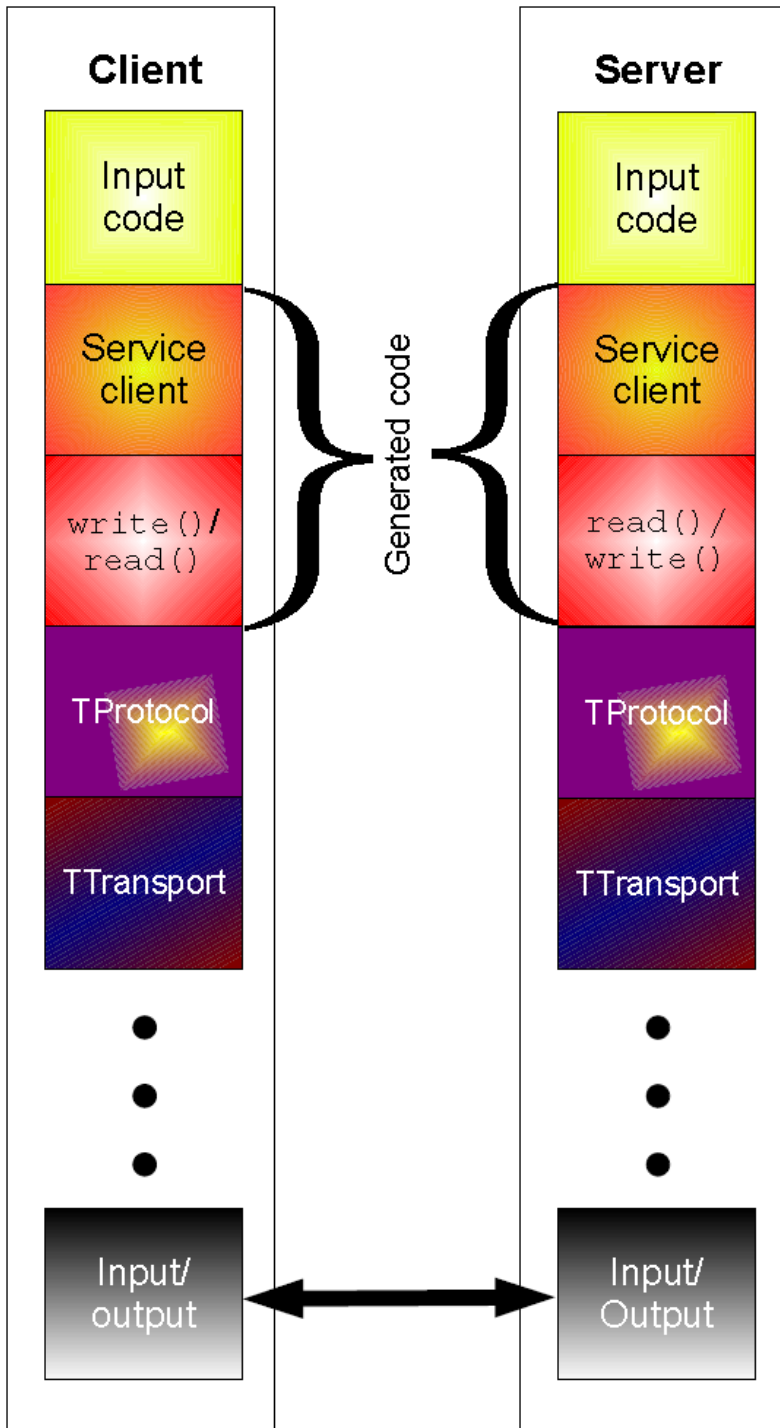 Client
Input
code
Service
client
write()/
read()
TProtocol
TTransport
Input/
output
Generated code
Server
Input
code
Service
client
read()/
write()
TProtocol
TTransport
Input/
Output